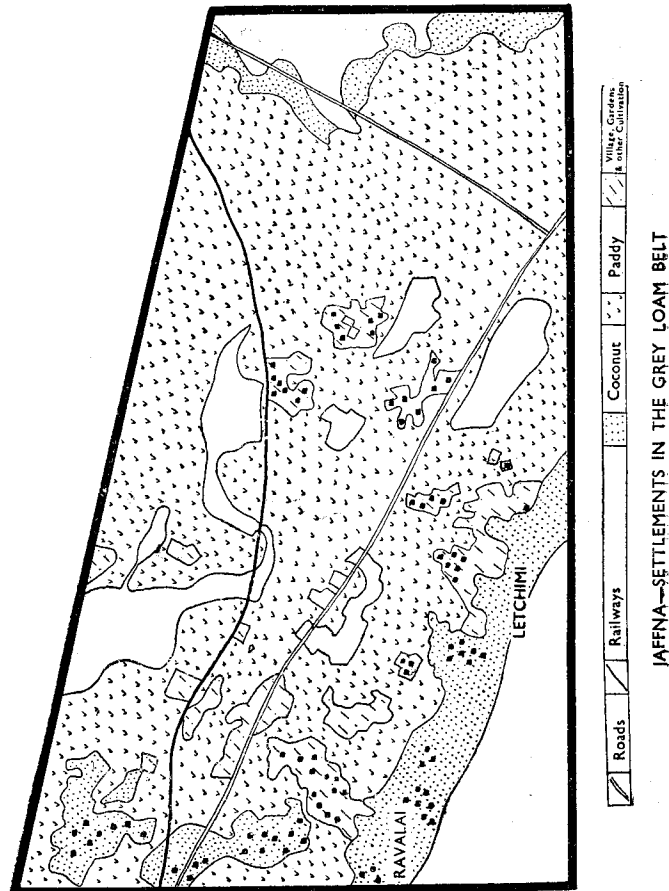 RAVALAI
LETCHIMI
Roads
Railways
Coconut
Paddy
Village, Gardens
& other Cultivation
JAFFNA—SETTLEMENTS IN THE GREY LOAM BELT